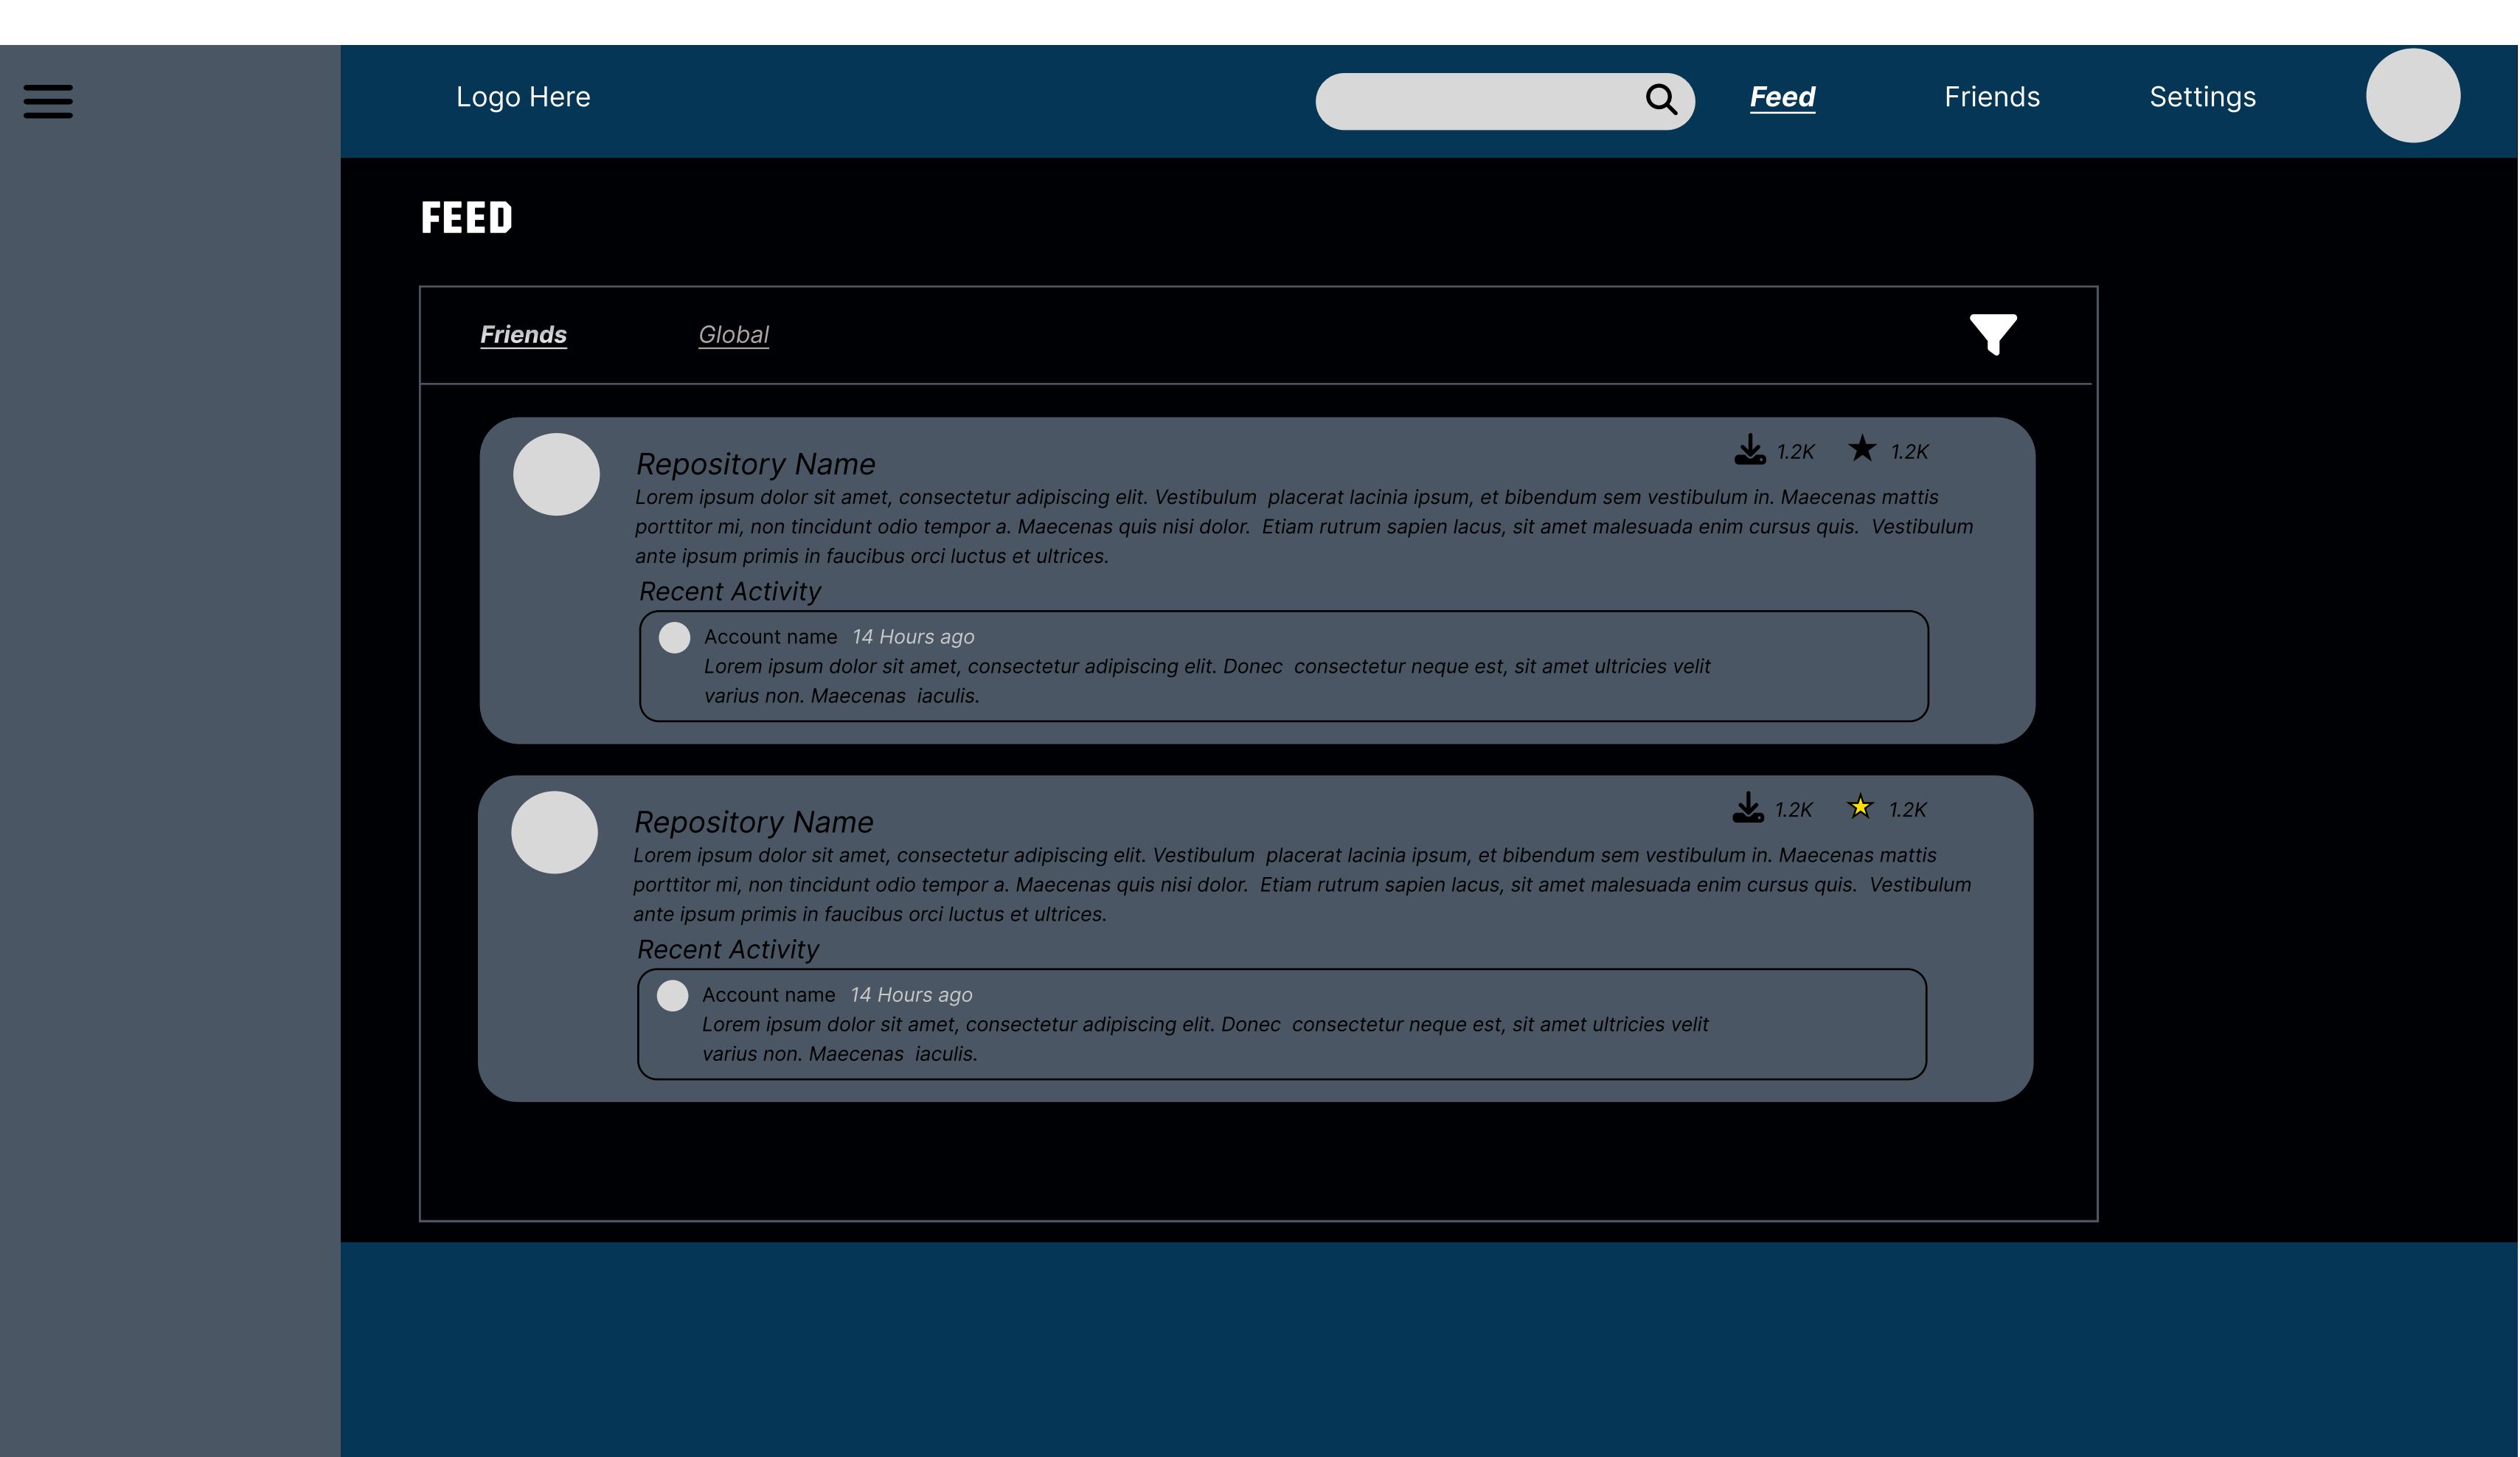 Logo Here
Feed
Friends
Settings
FEED
Friends
Global
Repository Name
1.2K
1.2K
Lorem ipsum dolor sit amet, consectetur adipiscing elit. Vestibulum  placerat lacinia ipsum, et bibendum sem vestibulum in. Maecenas mattis
porttitor mi, non tincidunt odio tempor a. Maecenas quis nisi dolor.  Etiam rutrum sapien lacus, sit amet malesuada enim cursus quis.  Vestibulum
ante ipsum primis in faucibus orci luctus et ultrices.
Recent Activity
Account name 14 Hours ago
Lorem ipsum dolor sit amet, consectetur adipiscing elit. Donec  consectetur neque est, sit amet ultricies velit
varius non. Maecenas  iaculis.
Repository Name
1.2K
1.2K
Lorem ipsum dolor sit amet, consectetur adipiscing elit. Vestibulum  placerat lacinia ipsum, et bibendum sem vestibulum in. Maecenas mattis
porttitor mi, non tincidunt odio tempor a. Maecenas quis nisi dolor.  Etiam rutrum sapien lacus, sit amet malesuada enim cursus quis.  Vestibulum
ante ipsum primis in faucibus orci luctus et ultrices.
Recent Activity
Account name 14 Hours ago
Lorem ipsum dolor sit amet, consectetur adipiscing elit. Donec  consectetur neque est, sit amet ultricies velit
varius non. Maecenas  iaculis.